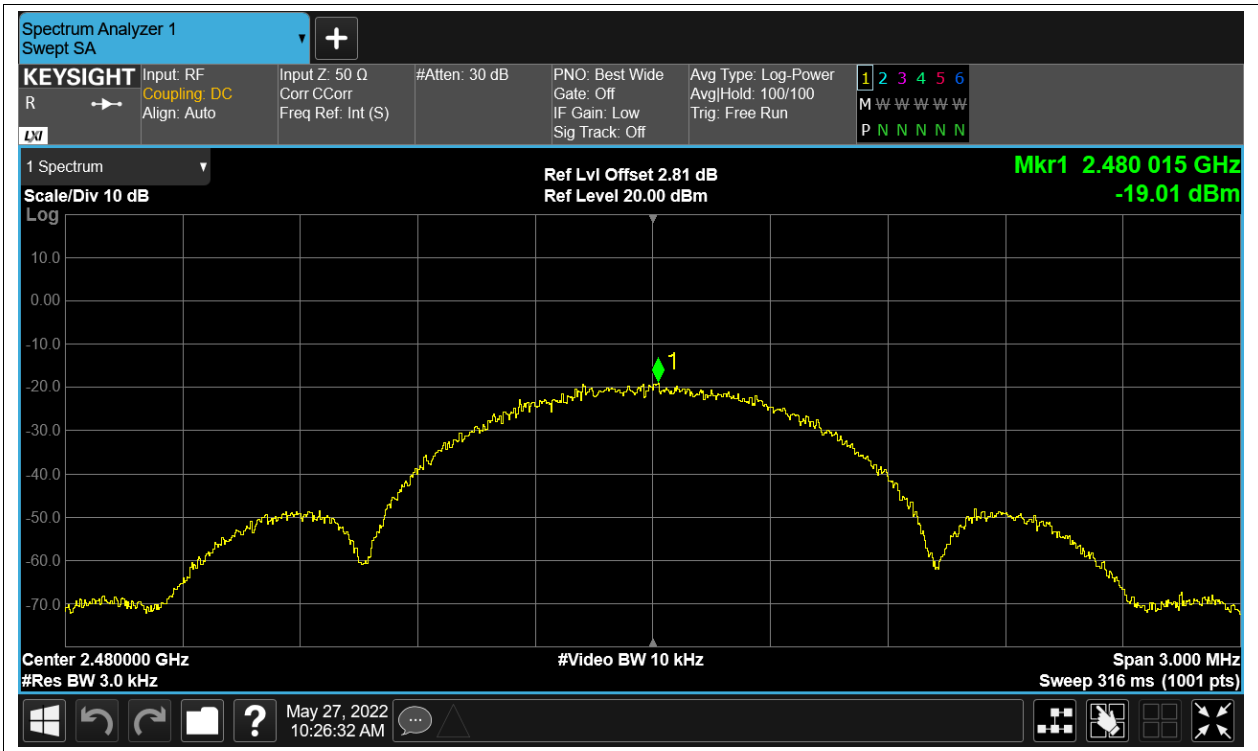 Spectrum Analyzer 1
Swept SA
KEYSIGHT
R
LXI
Input: RF
Coupling: DC
Align: Auto
Input Z: 50 Ω
Corr CCorr
Freq Ref: Int (S)
#Atten: 30 dB
PNO: Best Wide
Gate: Off
IF Gain: Low
Sig Track: Off
Avg Type: Log-Power
Avg|Hold: 100/100
Trig: Free Run
1 2 3 4 5 6
M W W W W W W
P N N N N N
1 Spectrum
Scale/Div 10 dB
Log
Ref Lvl Offset 2.81 dB
Ref Level 20.00 dBm
Mkr1 2.480 015 GHz
-19.01 dBm
10.0
0.00
-10.0
1
-20.0
-30.0
-40.0
-50.0
-60.0
-70.0
Center 2.480000 GHz
#Res BW 3.0 kHz
#Video BW 10 kHz
Span 3.000 MHz
Sweep 316 ms (1001 pts)
?
May 27, 2022
10:26:32 AM